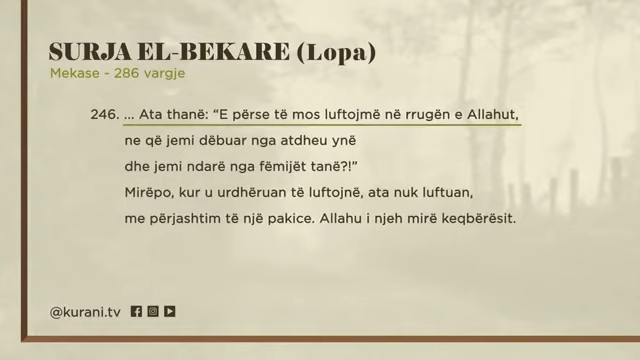 SURJA EL-BEKARE (Lopa)
Mekase - 286 vargje
246. ... Ata thanë: “E përse të mos luftojmë në rrugën e Allahut,
ne që jemi dëbuar nga atdheu ynë
dhe jemi ndarë nga fëmijët tanë?!”
Mirëpo, kur u urdhëruan të luftojnë, ata nuk luftuan,
me përjashtim të një pakice. Allahu i njeh mirë keqbërësit.
@kurani.tv